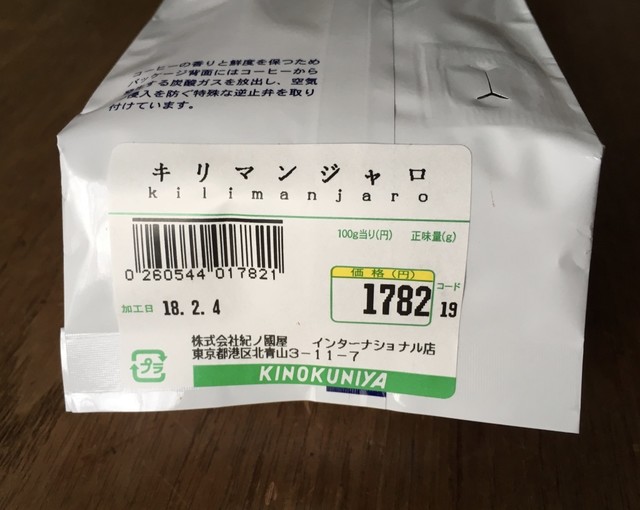 コーヒーの香りと鮮度を保つため
パッケージ背面にはコーヒーから
する炭酸ガスを放出し、空気
侵入を防ぐ特殊な逆止弁を取り
付けています。
キリマンジャロ
kilimanjaro
100g当り(円) 正味量(g)
0 260544 017821
価格(円)
コード
1782 19
加工日 18.2.4
株式会社紀ノ國屋 インターナショナル店
東京都港区北青山3-11-7
プラ
KINOKUNIYA